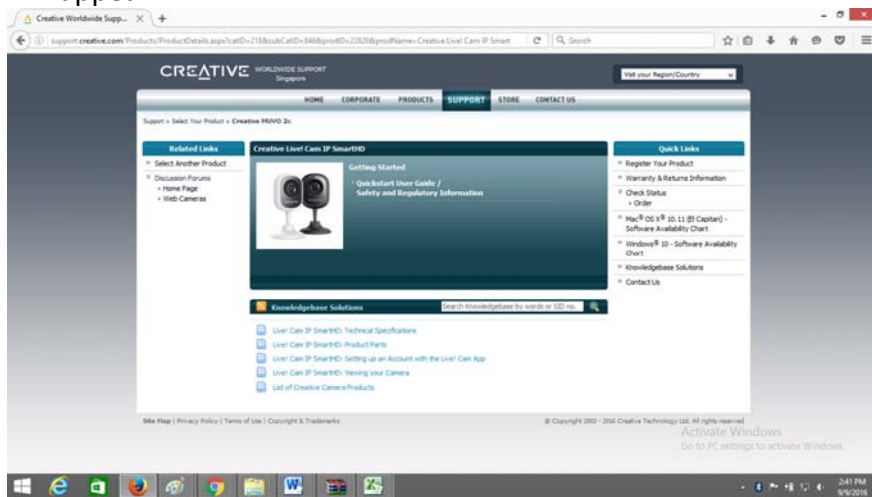 Creative Worldwide Supp...
support.creative.com/Products/ProductDetails.aspx?catID=218&subCatID=846&prodID=22820&prodName=Creative Live! Cam IP Smart
Search
CREATIVE WORLDWIDE SUPPORT
Singapore
Visit your Region/Country
HOME CORPORATE PRODUCTS SUPPORT STORE CONTACT US
Support > Select Your Product > Creative MUVO 2c
Related Links
Select Another Product
Discussion Forums
Home Page
Web Cameras
Creative Live! Cam IP SmartHD
Getting Started
Quickstart User Guide /
Safety and Regulatory Information
Quick Links
Register Your Product
Warranty & Returns Information
Check Status
Order
Mac® OS X® 10.11 (El Capitan) -
Software Availability Chart
Windows® 10 - Software Availability
Chart
Knowledgebase Solutions
Contact Us
Knowledgebase Solutions
Search Knowledgebase by words or SID no.
Live! Cam IP SmartHD: Technical Specifications
Live! Cam IP SmartHD: Product Parts
Live! Cam IP SmartHD: Setting up an Account with the Live! Cam App
Live! Cam IP SmartHD: Viewing your Camera
List of Creative Camera Products
Site Map | Privacy Policy | Terms of Use | Copyright & Trademarks
© Copyright 2003 - 2016 Creative Technology Ltd. All rights reserved
Activate Windows
Go to PC settings to activate Windows.
2:41 PM
9/9/2016